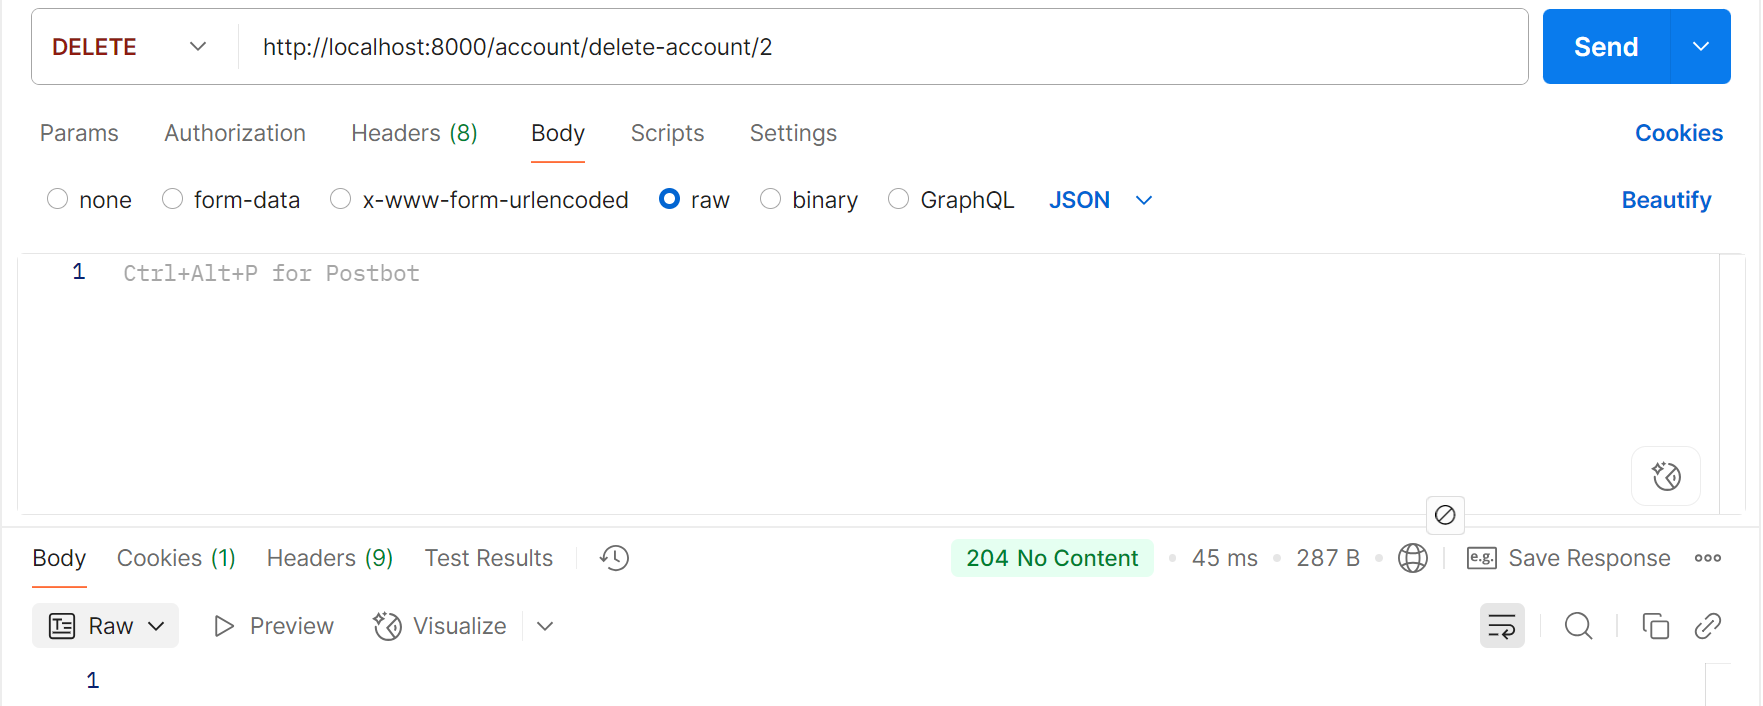 DELETE http://localhost:8000/account/delete-account/2 Send
Params Authorization Headers (8) Body Scripts Settings Cookies
none form-data x-www-form-urlencoded raw binary GraphQL JSON Beautify
1 Ctrl+Alt+P for Postbot
Body Cookies (1) Headers (9) Test Results 204 No Content 45 ms 287 B e.g. Save Response
Raw Preview Visualize
1